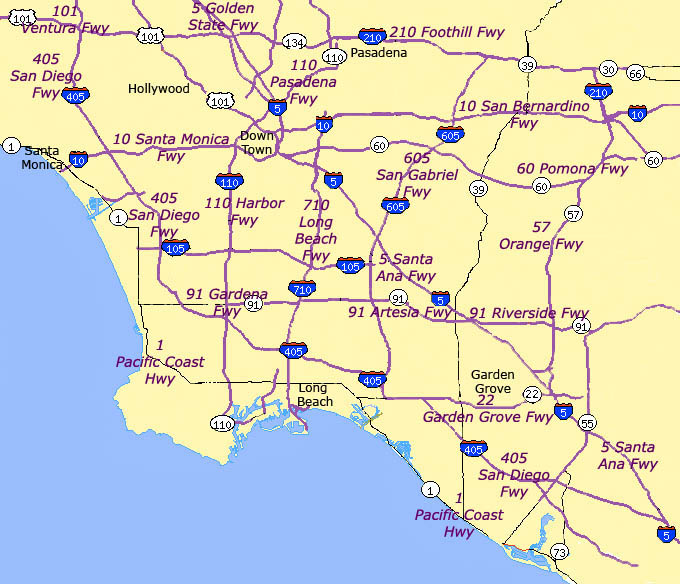 101
101
Ventura Fwy
5 Golden
State Fwy
101
134
210
210 Foothill Fwy
110
Pasadena
39
30
66
405
San Diego
Fwy
405
Hollywood
110
Pasadena
Fwy
210
101
5
10
10 San Bernardino
Fwy
10
1
Santa
Monica
10
10 Santa Monica
Fwy
Down
Town
60
605
605
San Gabriel
Fwy
60 Pomona Fwy
60
60
110
5
39
405
San Diego
Fwy
1
110 Harbor
Fwy
710
Long
Beach
Fwy
605
57
57
Orange Fwy
105
105
5 Santa
Ana Fwy
91 Gardena
Fwy
91
710
91
5
91 Artesia Fwy
91 Riverside Fwy
91
1
Pacific Coast
Hwy
405
405
Long
Beach
Garden
Grove
22
22
Garden Grove Fwy
5
55
110
405
405
San Diego
Fwy
5 Santa
Ana Fwy
1
1
Pacific Coast
Hwy
5
73